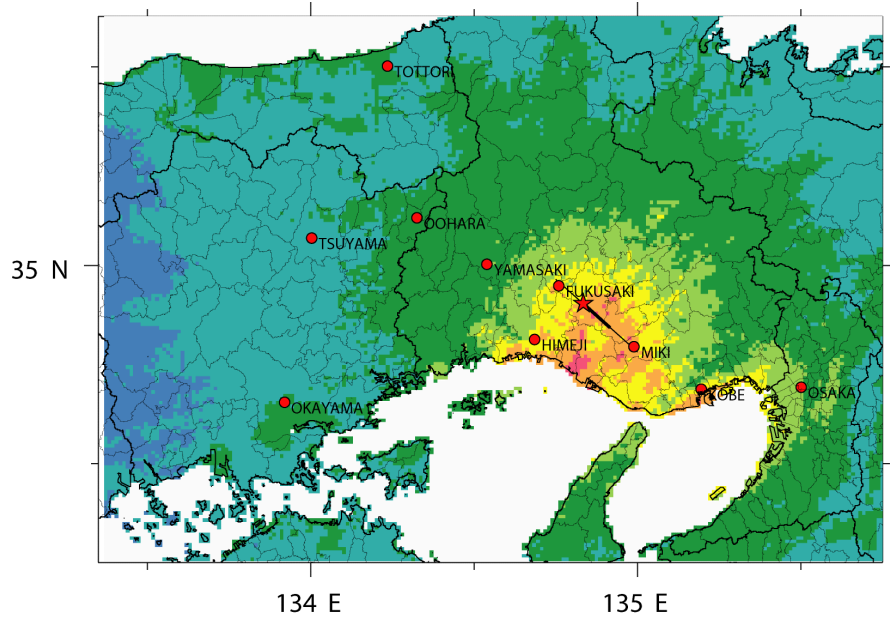 TOTTORI
OOHARA
TSUYAMA
YAMASAKI
35 N
FUKUSAKI
HIMEJI
MIKI
KOBE
OSAKA
OKAYAMA
134 E
135 E